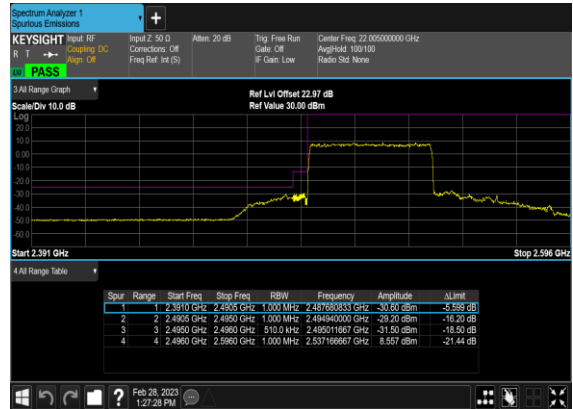 Spectrum Analyzer 1
Spurious Emissions
KEYSIGHT
R T
PASS
Input: RF
Coupling: DC
Align: Off
Input Z: 50 Ω
Corrections: Off
Freq Ref: Int (S)
Atten: 20 dB
Trig: Free Run
Gate: Off
IF Gain: Low
Center Freq: 22.005000000 GHz
Avg|Hold: 100/100
Radio Std: None
3 All Range Graph
Ref Lvl Offset 22.97 dB
Scale/Div 10.0 dB
Ref Value 30.00 dBm
Log
20.0
10.0
0.00
-10.0
-20.0
-30.0
-40.0
-50.0
-60.0
Start 2.391 GHz
Stop 2.596 GHz
4 All Range Table
Spur Range Start Freq Stop Freq RBW Frequency Amplitude ΔLimit
1 1 2.3910 GHz 2.4905 GHz 1.000 MHz 2.487680833 GHz -30.60 dBm -5.599 dB
2 2 2.4905 GHz 2.4950 GHz 1.000 MHz 2.494940000 GHz -29.20 dBm -16.20 dB
3 3 2.4950 GHz 2.4960 GHz 510.0 kHz 2.495011667 GHz -31.50 dBm -18.50 dB
4 4 2.4960 GHz 2.5960 GHz 1.000 MHz 2.537166667 GHz 8.557 dBm -21.44 dB
Feb 28, 2023
1:27:28 PM